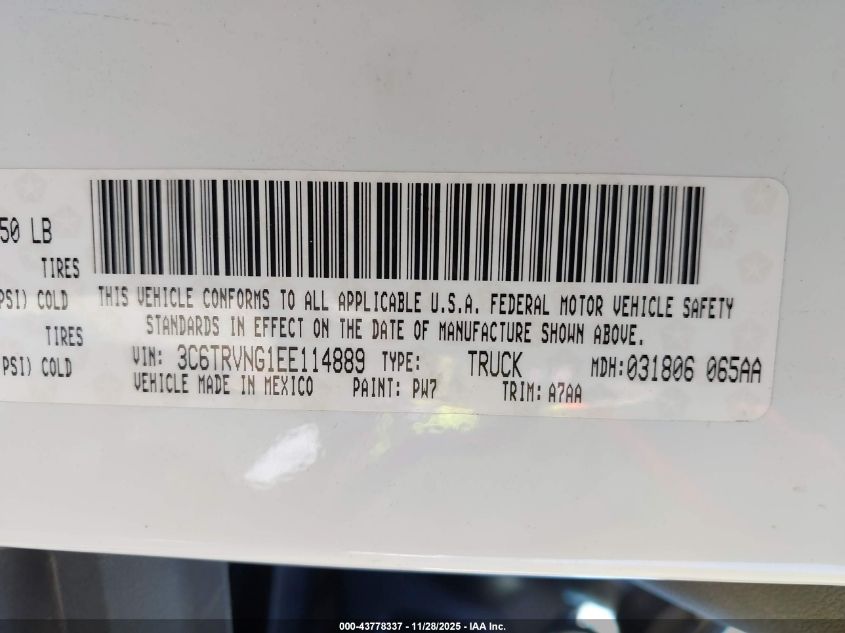 50 LB
TIRES
PSI) COLD
TIRES
PSI) COLD
THIS VEHICLE CONFORMS TO ALL APPLICABLE U.S.A. FEDERAL MOTOR VEHICLE SAFETY
STANDARDS IN EFFECT ON THE DATE OF MANUFACTURE SHOWN ABOVE.
VIN: 3C6TRVNG1EE114889 TYPE: TRUCK MDH:031806 065AA
VEHICLE MADE IN MEXICO PAINT: PW7 TRIM: A7AA
000-43778337 - 11/28/2025 - IAA Inc.